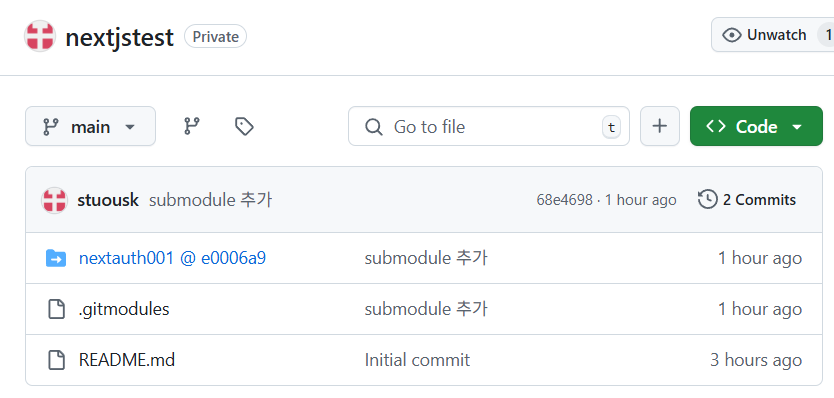 nextjstest Private Unwatch 1
main Go to file t Code
stuousk submodule 추가 68e4698 · 1 hour ago 2 Commits
nextauth001 @ e0006a9 submodule 추가 1 hour ago
.gitmodules submodule 추가 1 hour ago
README.md Initial commit 3 hours ago